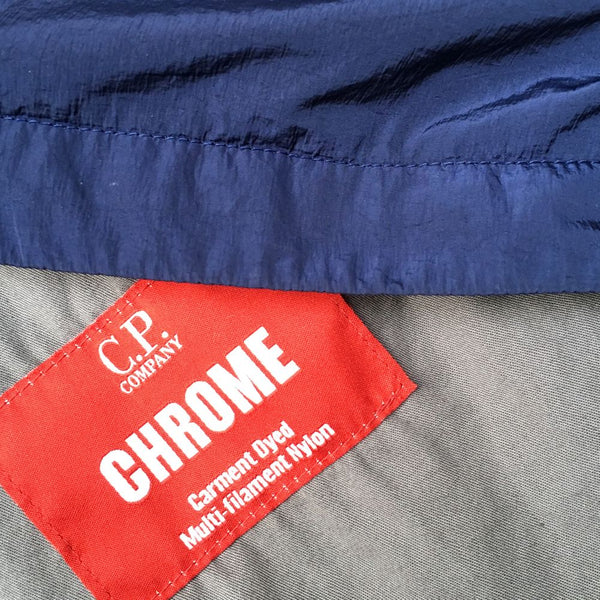 C.P.
COMPANY
CHROME
Garment Dyed
Multi-filament Nylon